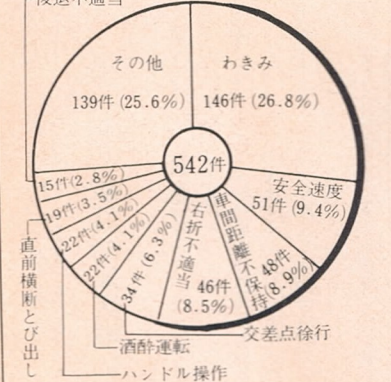 後退不適当
その他
139件(25.6%)
わきみ
146件(26.8%)
542件
安全速度
51件(9.4%)
車間距離不保持
48件
(8.9%)
右折不適当
46件
(8.5%)
34件(6.3%)
22件(4.1%)
22件(4.1%)
19件(3.5%)
15件(2.8%)
直前横断とび出し
交差点徐行
酒酔運転
ハンドル操作